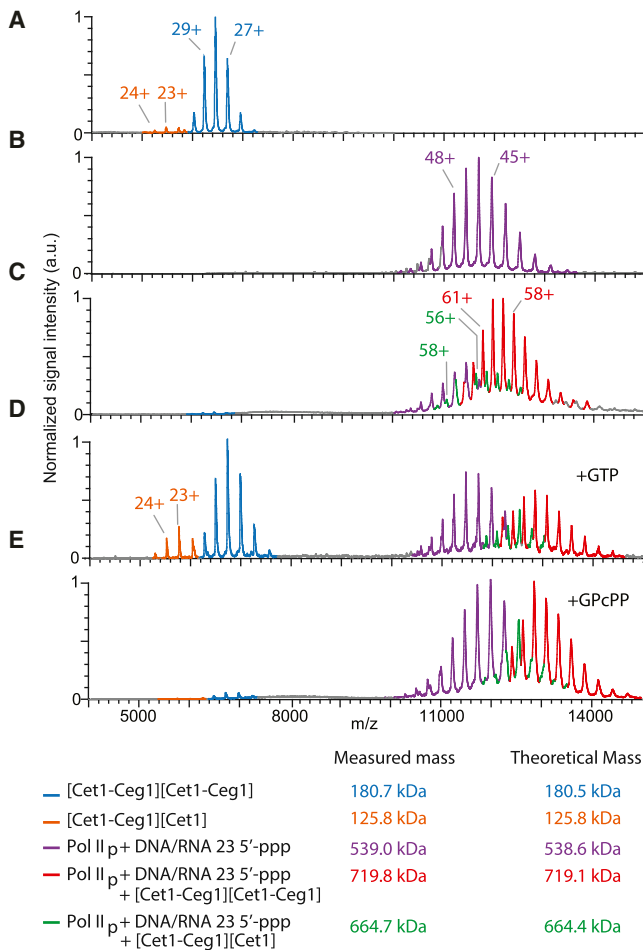 A
1
29+
27+
24+
23+
0
B
1
48+
45+
0
C
1
61+
58+
56+
58+
0
D
1
+GTP
24+
23+
0
E
1
+GPcPP
0
Normalized signal intensity (a.u.)
5000 8000 11000 14000
m/z
Measured mass Theoretical Mass
[Cet1-Ceg1][Cet1-Ceg1] 180.7 kDa 180.5 kDa
[Cet1-Ceg1][Cet1] 125.8 kDa 125.8 kDa
Pol IIp + DNA/RNA 23 5′-ppp 539.0 kDa 538.6 kDa
Pol IIp + DNA/RNA 23 5′-ppp 719.8 kDa 719.1 kDa
+ [Cet1-Ceg1][Cet1-Ceg1]
Pol IIp + DNA/RNA 23 5′-ppp
+ [Cet1-Ceg1][Cet1] 664.7 kDa 664.4 kDa